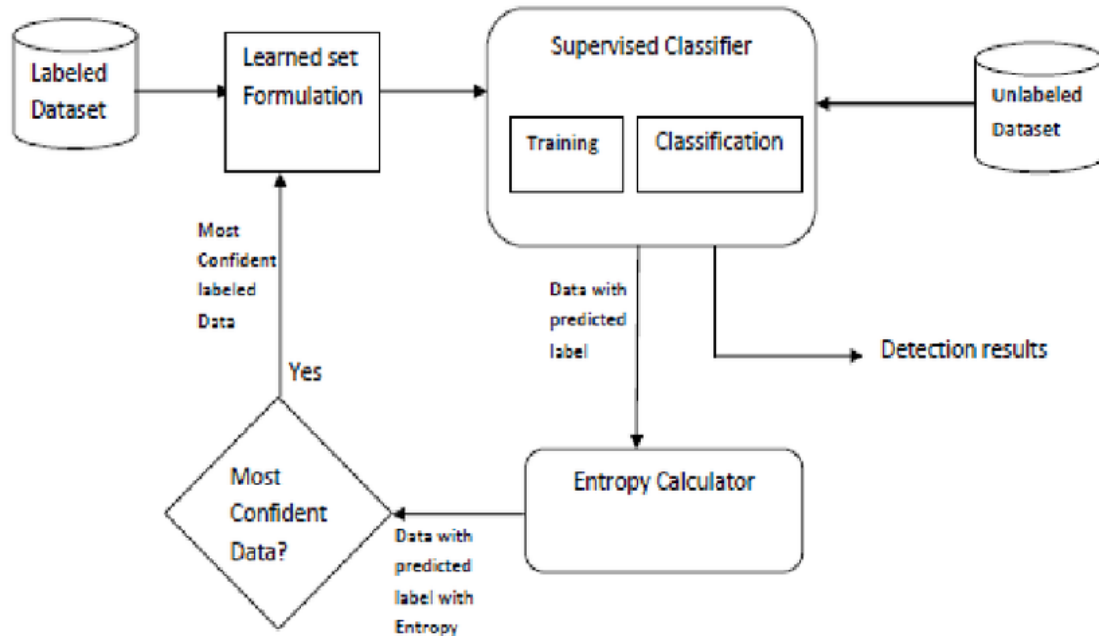 Labeled
Dataset
Learned set
Formulation
Supervised Classifier
Training
Classification
Unlabeled
Dataset
Most
Confident
labeled
Data
Yes
Data with
predicted
label
Detection results
Most
Confident
Data?
Data with
predicted
label with
Entropy
Entropy Calculator